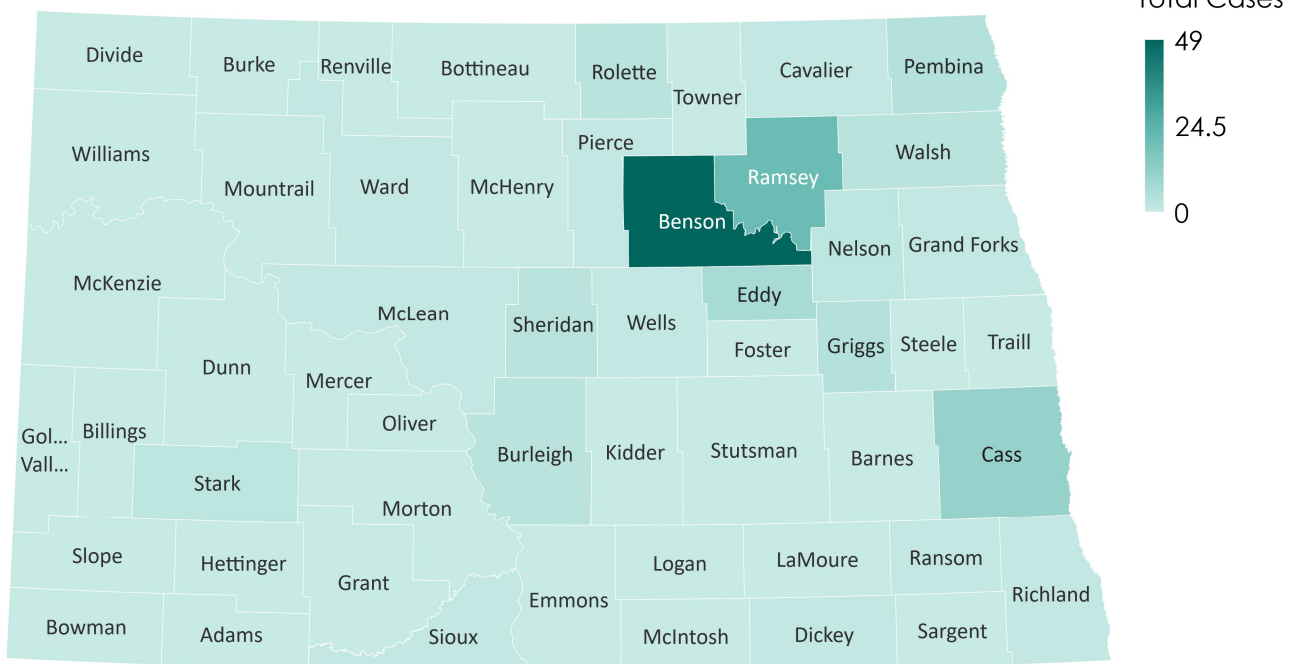 Total Cases
49
24.5
0
Divide
Burke
Renville
Bottineau
Rolette
Towner
Cavalier
Pembina
Williams
Mountrail
Ward
McHenry
Pierce
Benson
Ramsey
Walsh
Nelson
Grand Forks
McKenzie
McLean
Sheridan
Wells
Eddy
Foster
Griggs
Steele
Traill
Dunn
Mercer
Oliver
Gol...
Vall...
Billings
Stark
Morton
Burleigh
Kidder
Stutsman
Barnes
Cass
Slope
Hettinger
Grant
Bowman
Adams
Sioux
Emmons
Logan
LaMoure
Ransom
Richland
McIntosh
Dickey
Sargent